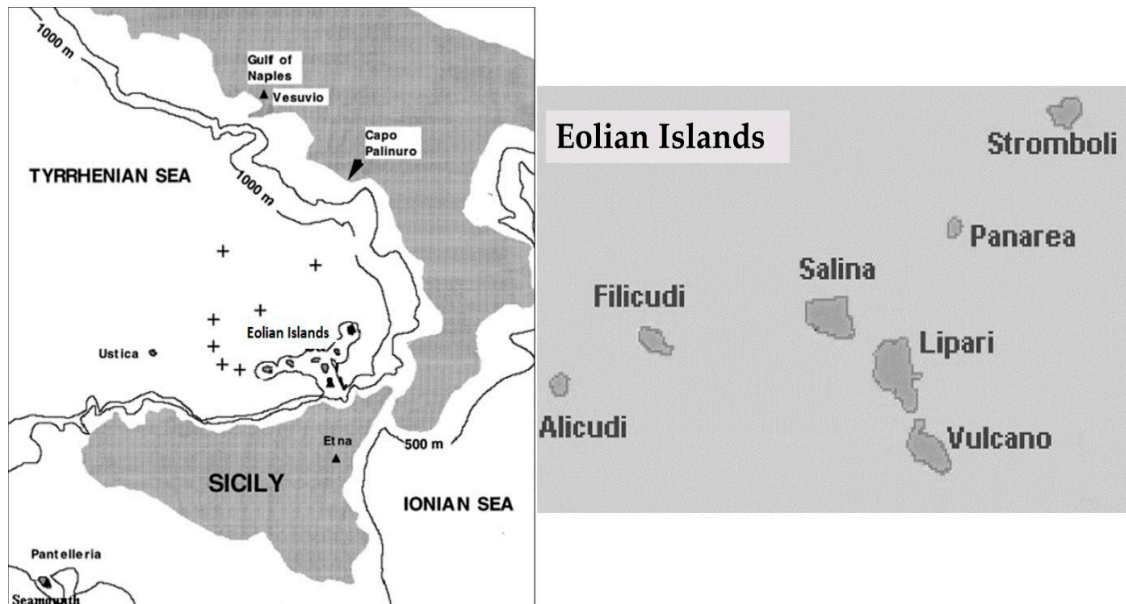 1000 m
Gulf of
Naples
Vesuvio
Capo
Palinuro
TYRRHENIAN SEA
1000 m
Eolian Islands
Ustica
Etna
500 m
SICILY
IONIAN SEA
Pantelleria
Seamounth
Eolian Islands
Stromboli
Panarea
Salina
Filicudi
Lipari
Alicudi
Vulcano